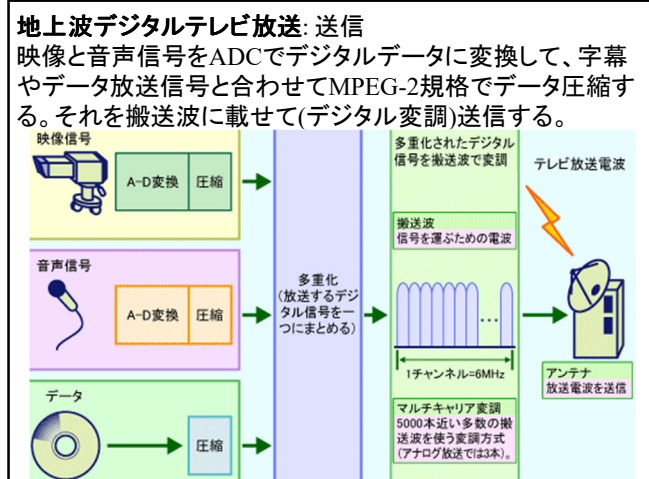 地上波デジタルテレビ放送: 送信
映像と音声信号をADCでデジタルデータに変換して、字幕
やデータ放送信号と合わせてMPEG-2規格でデータ圧縮す
る。それを搬送波に載せて(デジタル変調)送信する。
映像信号
A-D変換
圧縮
音声信号
A-D変換
圧縮
データ
圧縮
多重化
(放送するデジ
タル信号を一
つにまとめる)
多重化されたデジタル
信号を搬送波で変調
搬送波
信号を運ぶための電波
...
1チャンネル=6MHz
マルチキャリア変調
5000本近い多数の搬
送波を使う変調方式
(アナログ放送では3本)。
テレビ放送電波
アンテナ
放送電波を送信